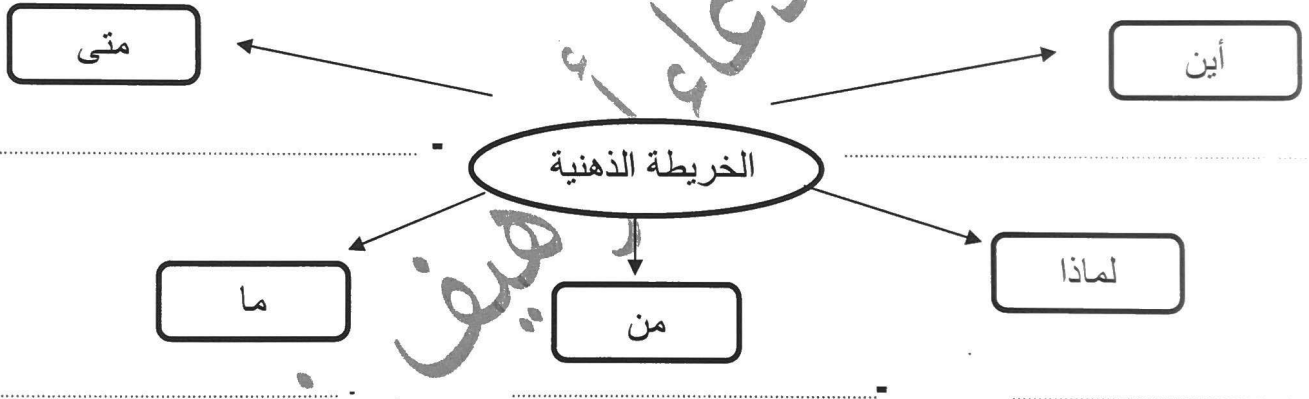 أين
متى
الخريطة الذهنية
لماذا
من
ما